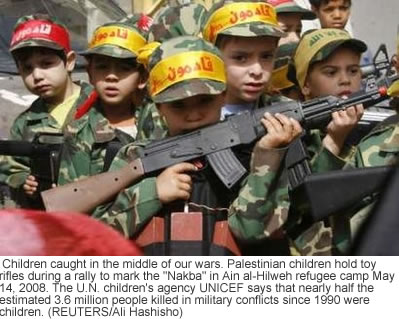 قادمون
قادمون
Children caught in the middle of our wars. Palestinian children hold toy
rifles during a rally to mark the "Nakba" in Ain al-Hilweh refugee camp May
14, 2008. The U.N. children's agency UNICEF says that nearly half the
estimated 3.6 million people killed in military conflicts since 1990 were
children. (REUTERS/Ali Hashisho)